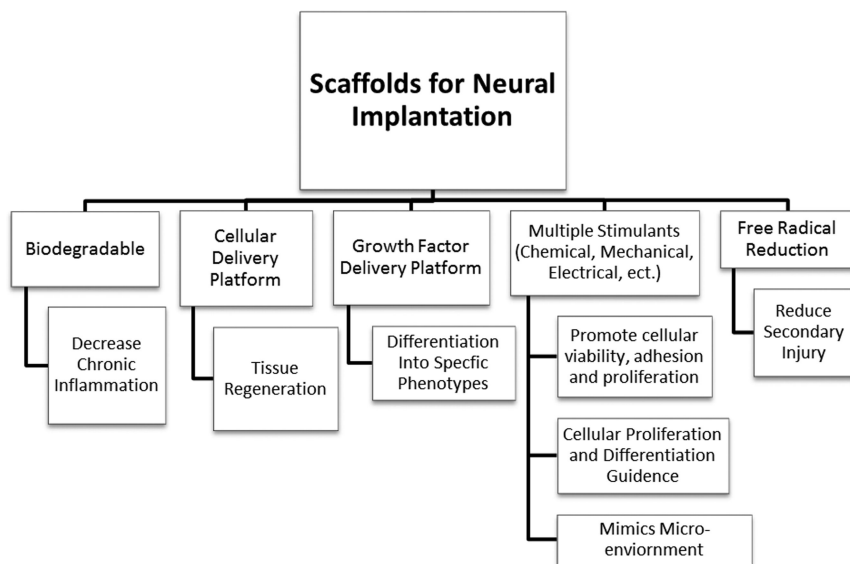 Scaffolds for Neural
Implantation
Biodegradable
Decrease
Chronic
Inflammation
Cellular
Delivery
Platform
Tissue
Regeneration
Growth Factor
Delivery Platform
Differentiation
Into Specfic
Phenotypes
Multiple Stimulants
(Chemical, Mechanical,
Electrical, ect.)
Promote cellular
viability, adhesion
and proliferation
Cellular Proliferation
and Differentiation
Guidence
Mimics Micro-
enviornment
Free Radical
Reduction
Reduce
Secondary
Injury